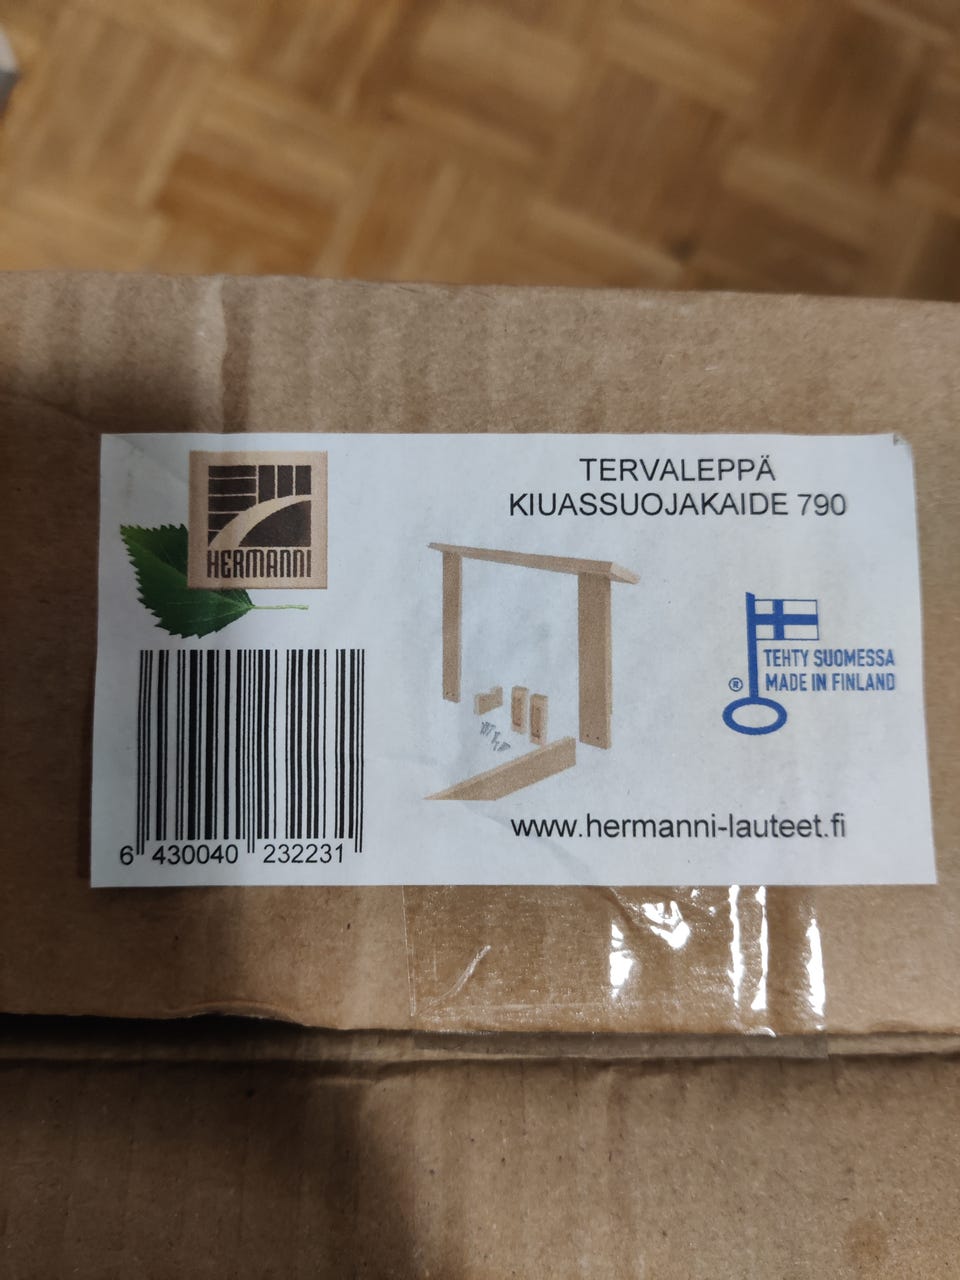 HERMANNI
TERVALEPPÄ
KIUASSUOJAKAIDE 790
® TEHTY SUOMESSA
MADE IN FINLAND
www.hermanni-lauteet.fi
6 430040 232231